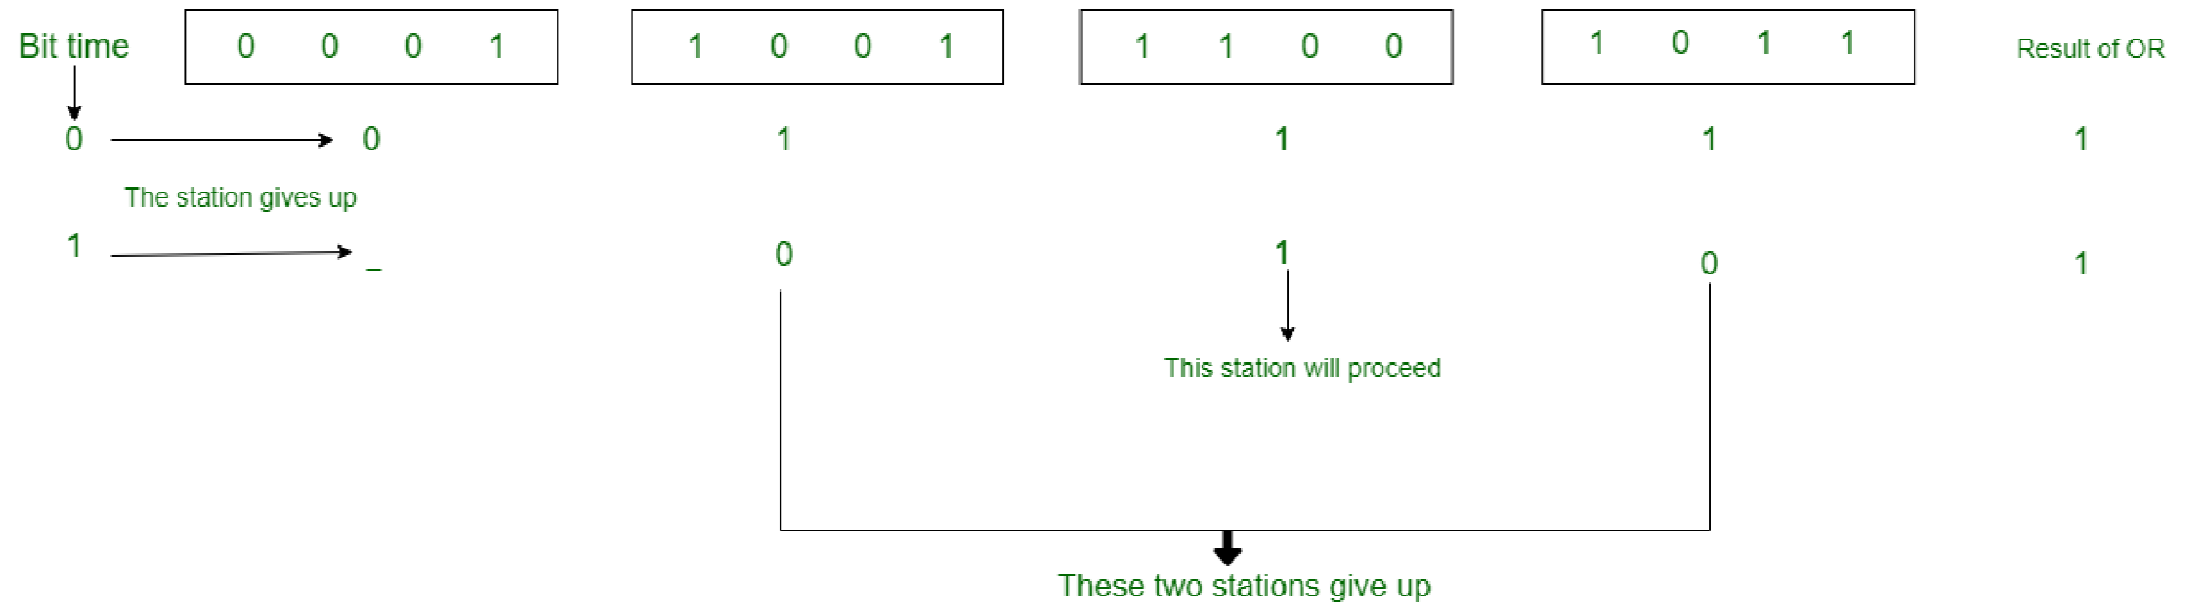 Bit time 0 0 0 1 1 0 0 1 1 1 0 0 1 0 1 1 Result of OR
0 0 1 1 1 1
The station gives up
1 _ 0 1 0 1
This station will proceed
These two stations give up